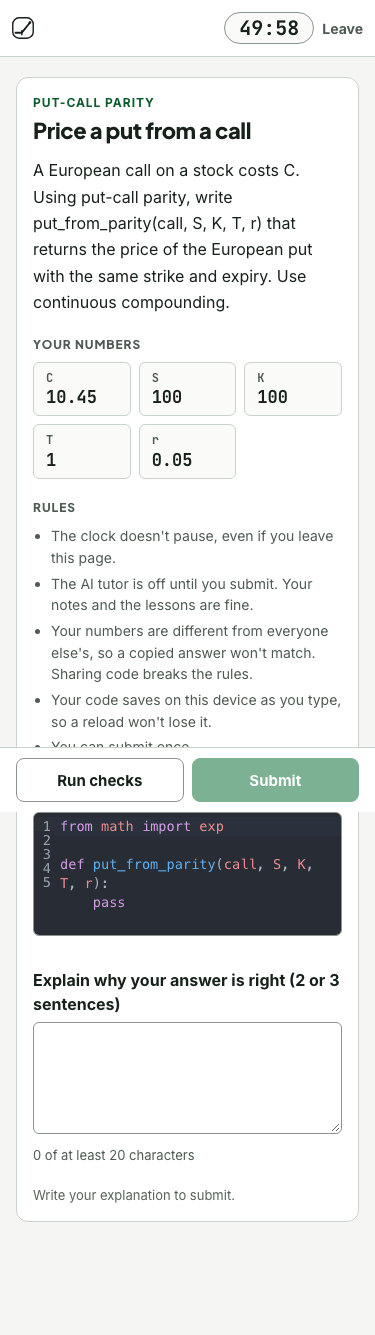 49:58
Leave
PUT-CALL PARITY
Price a put from a call
A European call on a stock costs C.
Using put-call parity, write
put_from_parity(call, S, K, T, r) that
returns the price of the European put
with the same strike and expiry. Use
continuous compounding.
YOUR NUMBERS
C
10.45
S
100
K
100
T
1
r
0.05
RULES
The clock doesn't pause, even if you leave
this page.
The AI tutor is off until you submit. Your
notes and the lessons are fine.
Your numbers are different from everyone
else's, so a copied answer won't match.
Sharing code breaks the rules.
Your code saves on this device as you type,
so a reload won't lose it.
You can submit once
Run checks
Submit
1 from math import exp
2
3 def put_from_parity(call, S, K,
4 T, r):
5 pass
Explain why your answer is right (2 or 3
sentences)
0 of at least 20 characters
Write your explanation to submit.